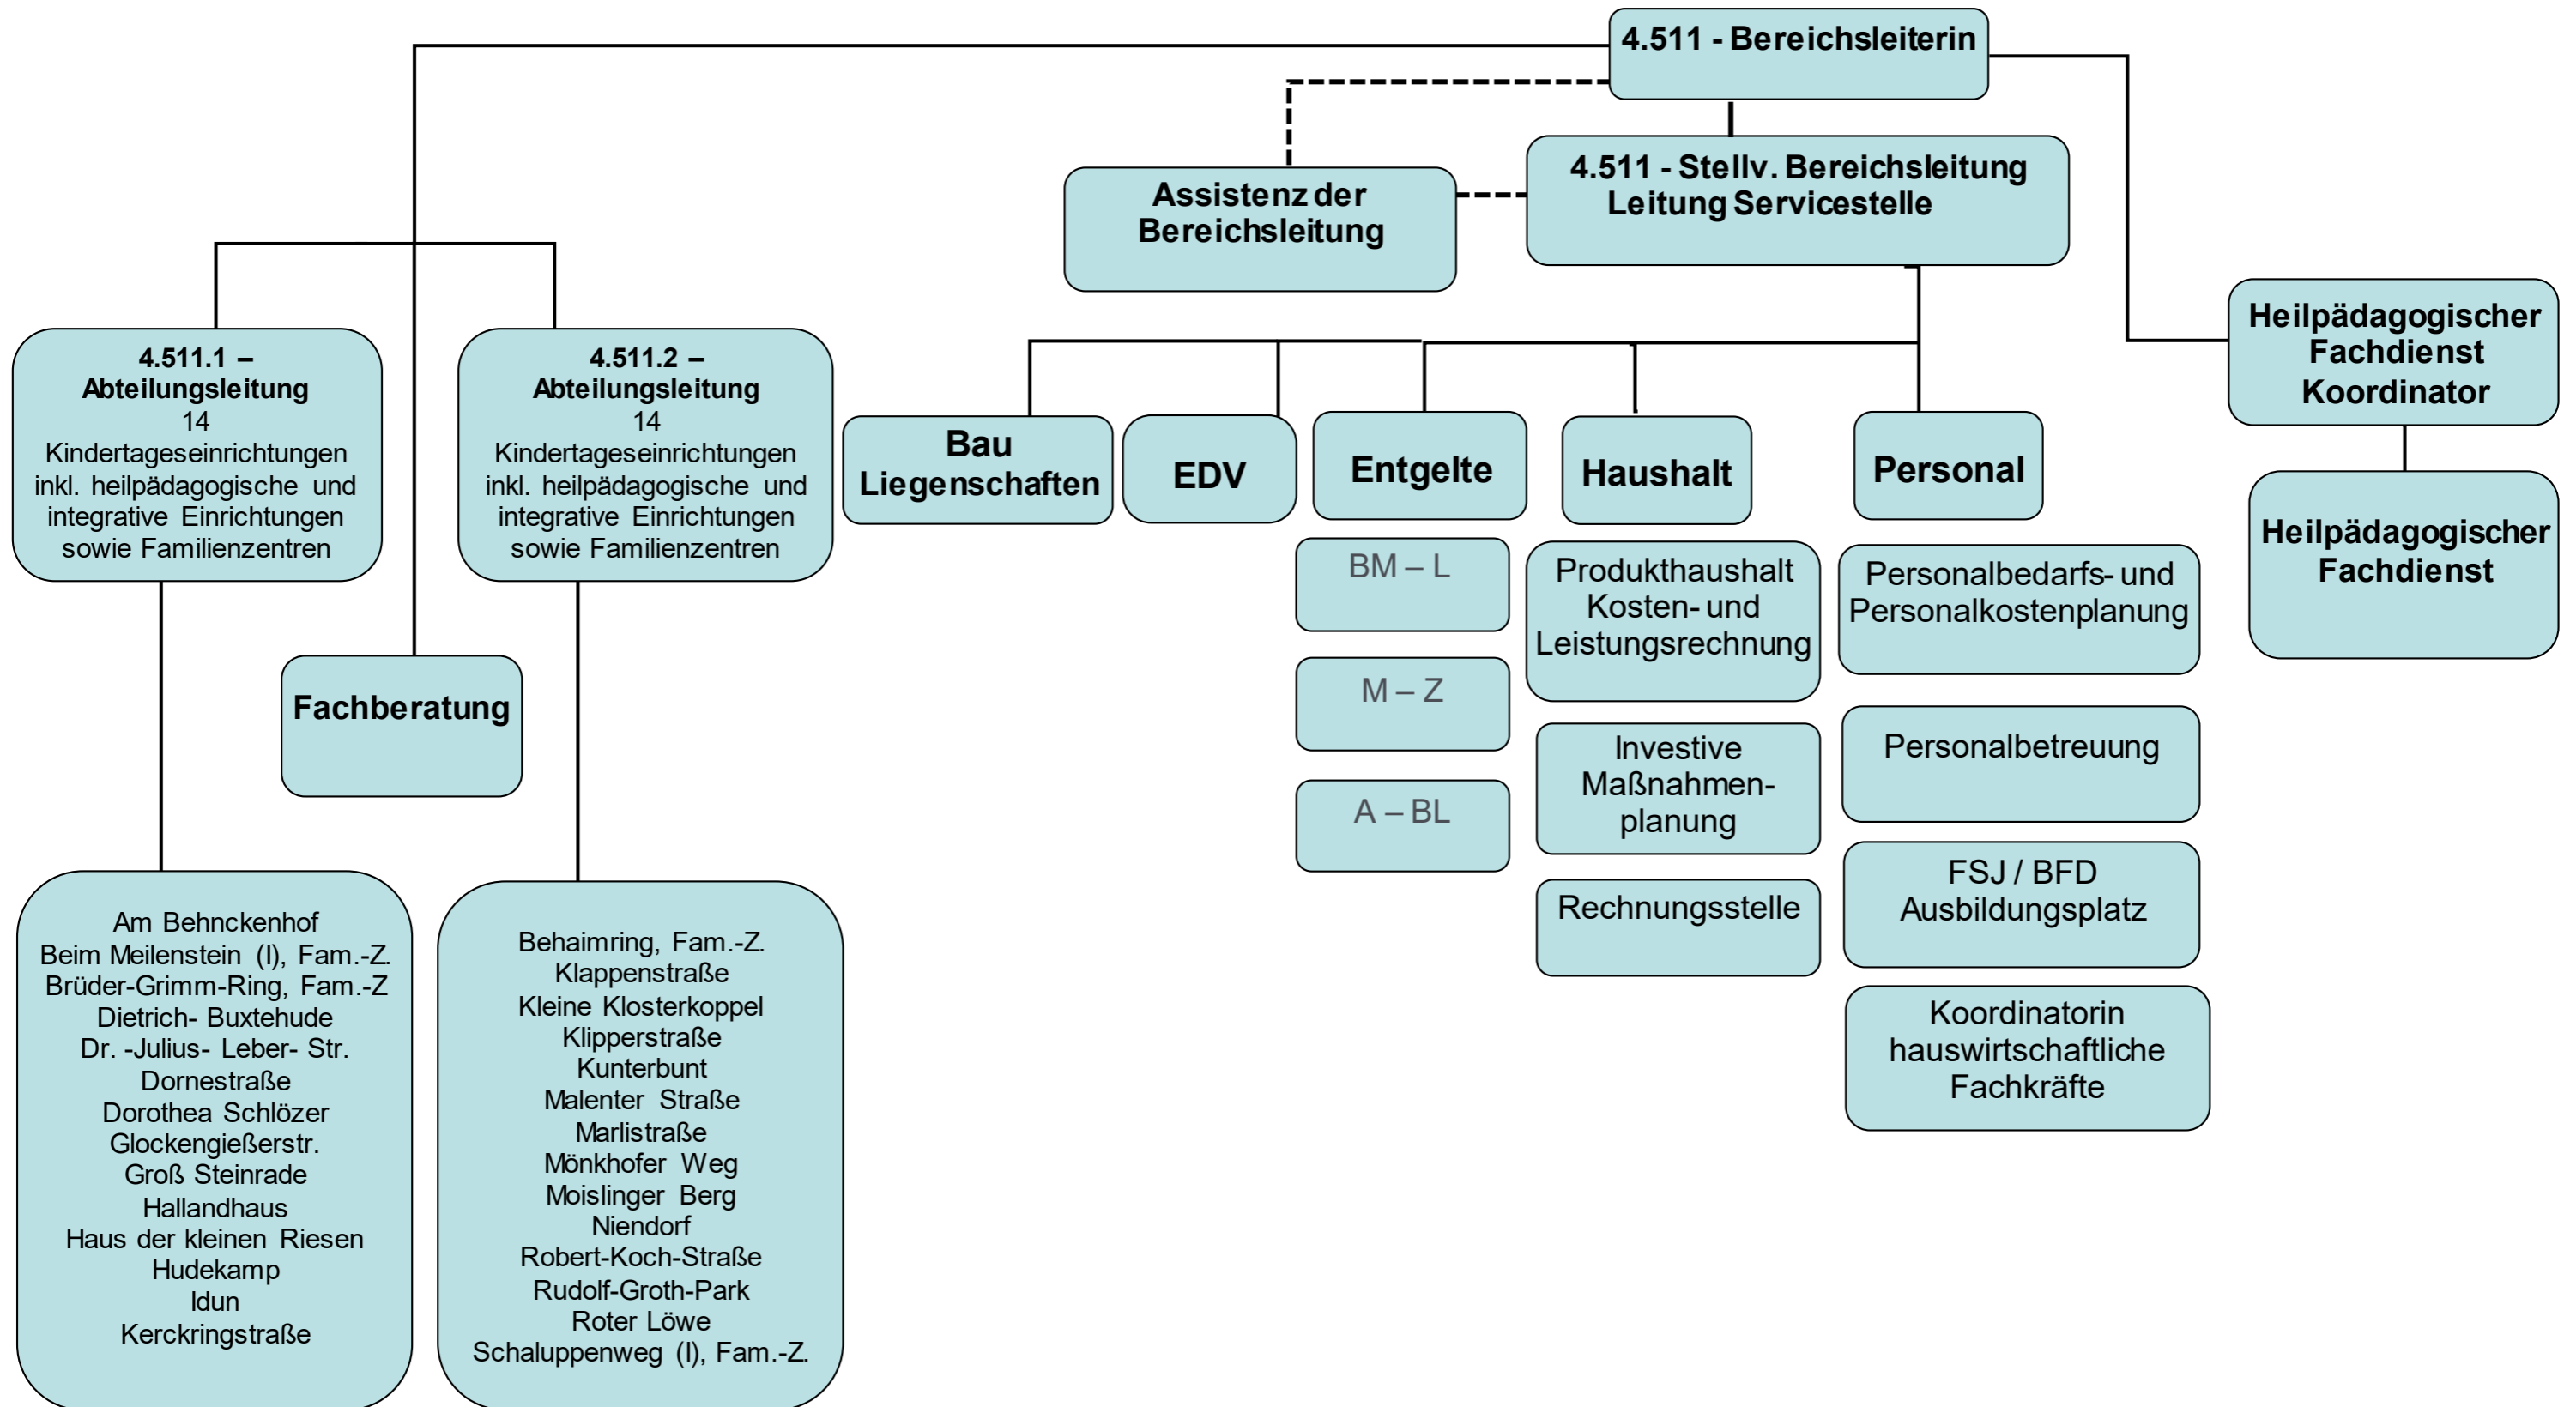 4.511 - Bereichsleiterin
4.511 - Stellv. Bereichsleitung
Leitung Servicestelle
Assistenz der
Bereichsleitung
Heilpädagogischer
Fachdienst
Koordinator
Heilpädagogischer
Fachdienst
4.511.1 –
Abteilungsleitung
14
Kindertageseinrichtungen
inkl. heilpädagogische und
integrative Einrichtungen
sowie Familienzentren
4.511.2 –
Abteilungsleitung
14
Kindertageseinrichtungen
inkl. heilpädagogische und
integrative Einrichtungen
sowie Familienzentren
Fachberatung
Bau
Liegenschaften
EDV
Entgelte
BM – L
M – Z
A – BL
Haushalt
Produkthaushalt
Kosten- und
Leistungsrechnung
Investive
Maßnahmen-
planung
Rechnungsstelle
Personal
Personalbedarfs- und
Personalkostenplanung
Personalbetreuung
FSJ / BFD
Ausbildungsplatz
Koordinatorin
hauswirtschaftliche
Fachkräfte
Am Behnckenhof
Beim Meilenstein (I), Fam.-Z.
Brüder-Grimm-Ring, Fam.-Z
Dietrich- Buxtehude
Dr. -Julius- Leber- Str.
Dornestraße
Dorothea Schlözer
Glockengießerstr.
Groß Steinrade
Hallandhaus
Haus der kleinen Riesen
Hudekamp
Idun
Kerckringstraße
Behaimring, Fam.-Z.
Klappenstraße
Kleine Klosterkoppel
Klipperstraße
Kunterbunt
Malenter Straße
Marlistraße
Mönkhofer Weg
Moislinger Berg
Niendorf
Robert-Koch-Straße
Rudolf-Groth-Park
Roter Löwe
Schaluppenweg (I), Fam.-Z.